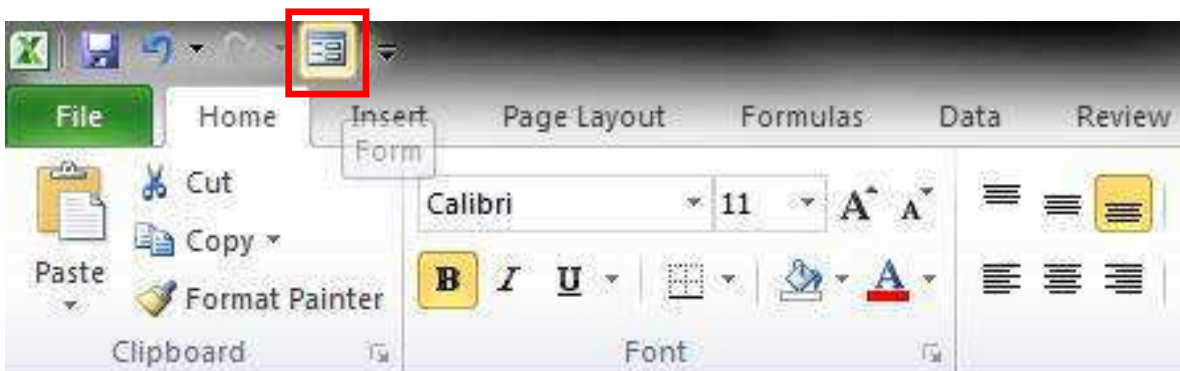 File Home Insert Page Layout Formulas Data Review
Form
Cut
Calibri 11 A A
Copy
Paste
B I U A
Format Painter
Clipboard Font